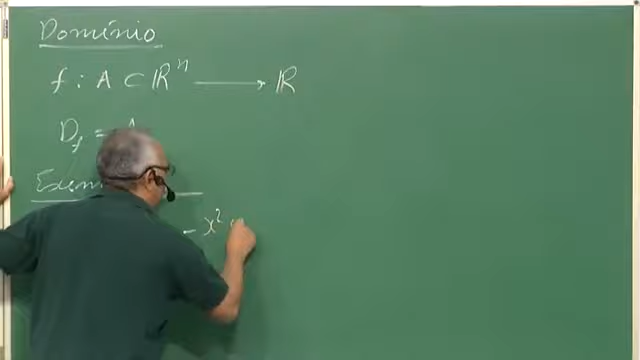 Domínio
f : A ⊂ ℝⁿ ⟶ ℝ
D_f = A
- x²